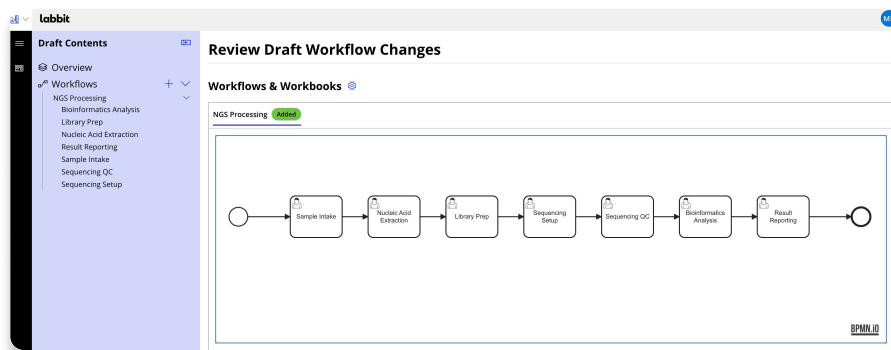 labbit
Draft Contents
Overview
Workflows
NGS Processing
Bioinformatics Analysis
Library Prep
Nucleic Acid Extraction
Result Reporting
Sample Intake
Sequencing QC
Sequencing Setup
Review Draft Workflow Changes
Workflows & Workbooks
NGS Processing Added
Sample Intake
Nucleic Acid
Extraction
Library Prep
Sequencing
Setup
Sequencing QC
Bioinformatics
Analysis
Result
Reporting
BPMN.iO